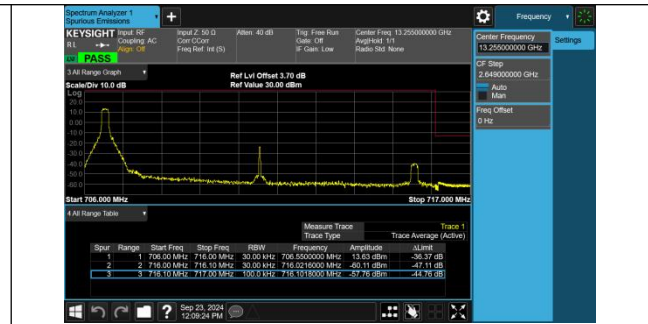 Spectrum Analyzer 1
Spurious Emissions
Frequency
KEYSIGHT Input: RF
Coupling: AC
Align: Off
Input Z: 50 Ω
Corr CCorr
Freq Ref: Int (S)
Atten: 40 dB
Trig: Free Run
Gate: Off
IF Gain: Low
Center Freq: 13.255000000 GHz
Avg|Hold: 1/1
Radio Std: None
RL
PASS
Center Frequency
13.255000000 GHz
Settings
CF Step
2.649000000 GHz
Auto
Man
Freq Offset
0 Hz
3 All Range Graph
Scale/Div 10.0 dB
Ref Lvl Offset 3.70 dB
Ref Value 30.00 dBm
Log
20.0
10.0
0.00
-10.0
-20.0
-30.0
-40.0
-50.0
-60.0
Start 706.000 MHz
Stop 717.000 MHz
4 All Range Table
Measure Trace Trace 1
Trace Type Trace Average (Active)
Spur Range Start Freq Stop Freq RBW Frequency Amplitude ΔLimit
1 1 706.00 MHz 716.00 MHz 30.00 kHz 706.5500000 MHz 13.63 dBm -36.37 dB
2 2 716.00 MHz 716.10 MHz 30.00 kHz 716.0216000 MHz -60.11 dBm -47.11 dB
3 3 716.10 MHz 717.00 MHz 100.0 kHz 716.1018000 MHz -57.76 dBm -44.76 dB
Sep 23, 2024
12:09:24 PM